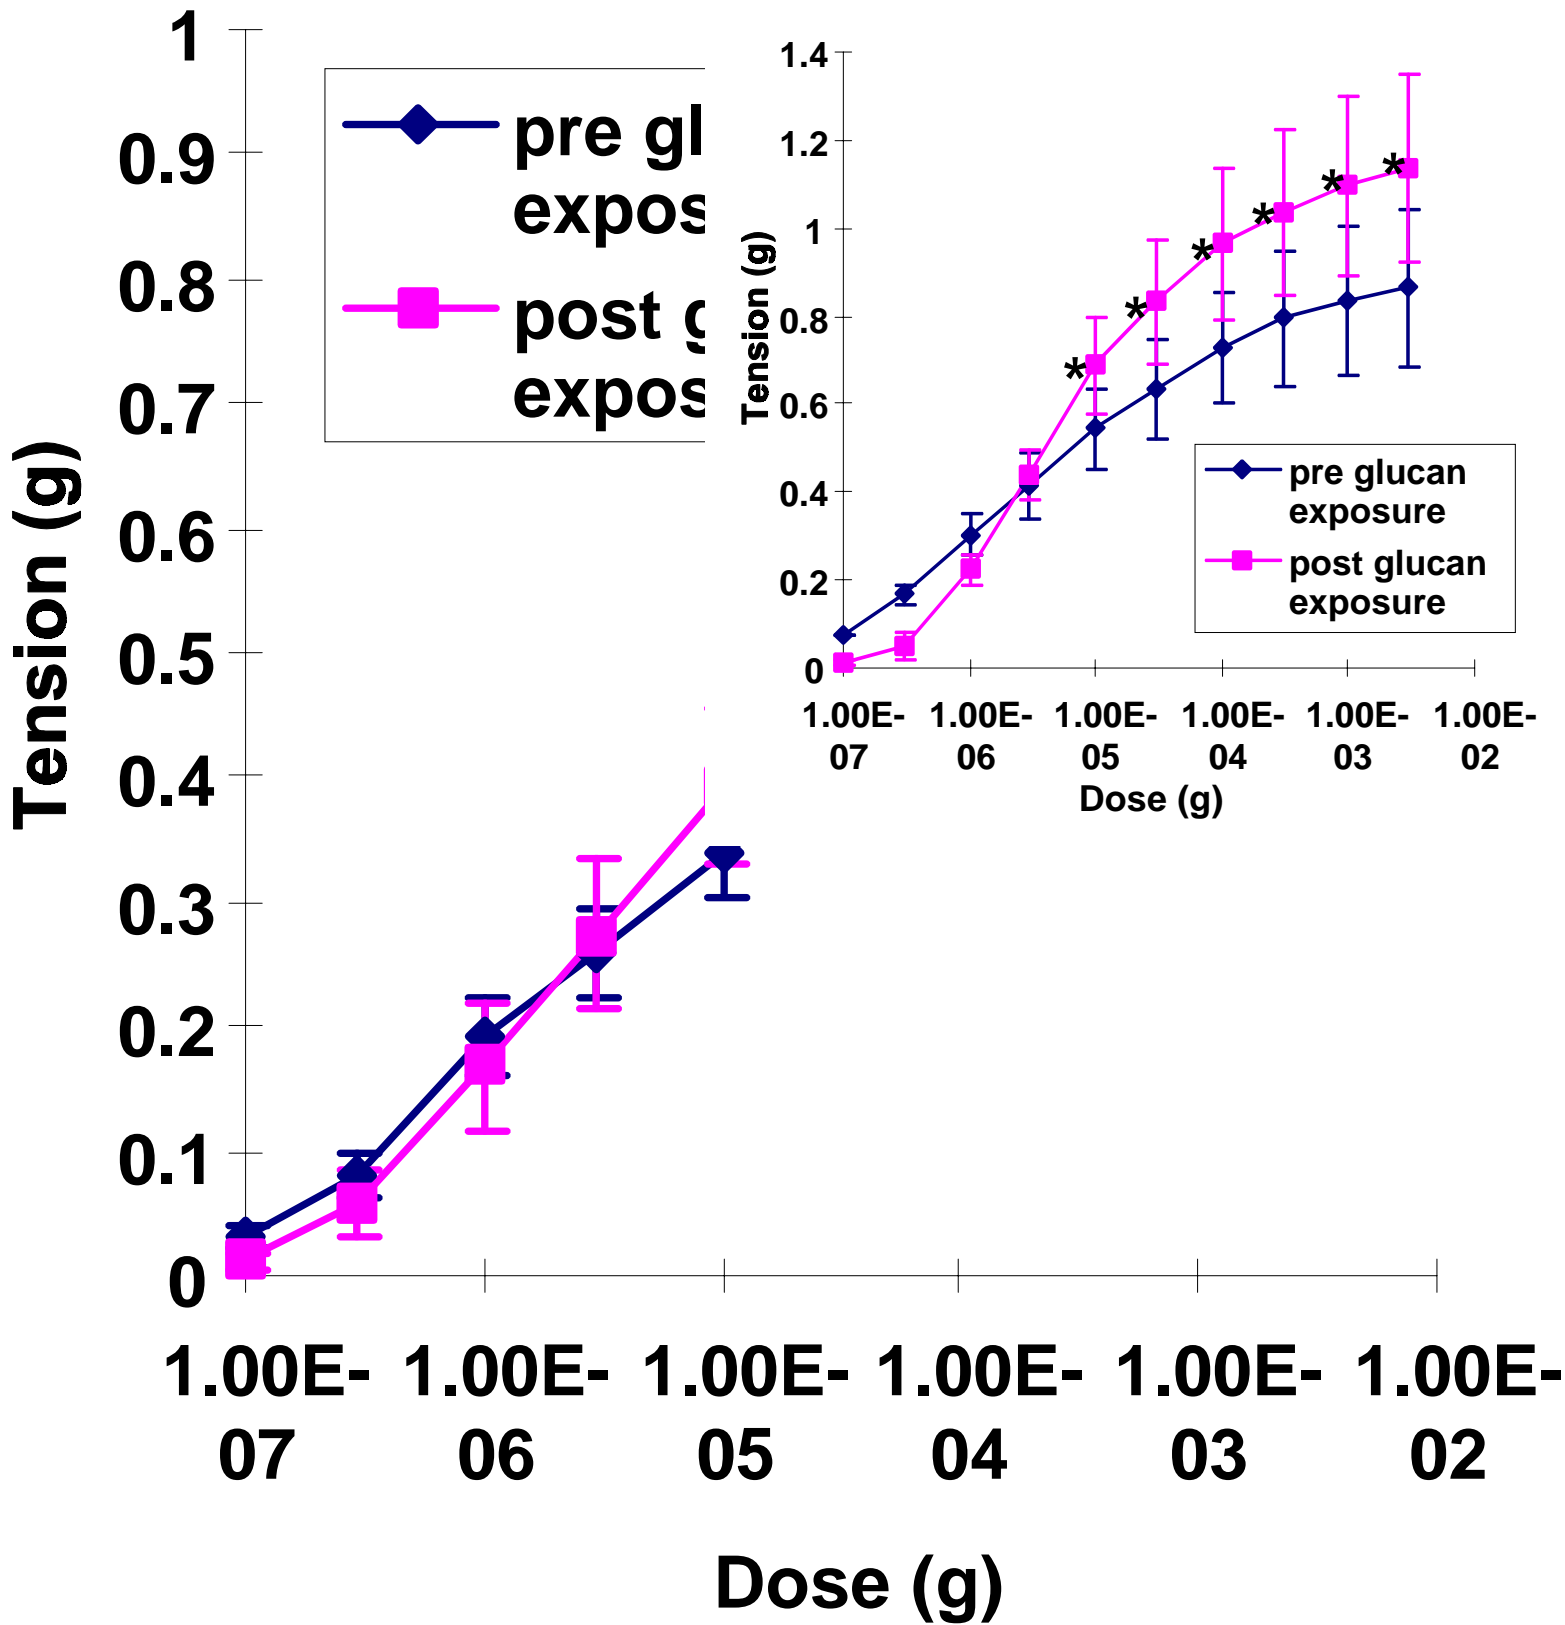 1
0.9
0.8
0.7
0.6
0.5
0.4
0.3
0.2
0.1
0
Tension (g)
pre gl
expos
post g
expos
1.00E- 1.00E- 1.00E- 1.00E- 1.00E- 1.00E-
07 06 05 04 03 02
Dose (g)
1.4
1.2
1
0.8
0.6
0.4
0.2
0
Tension (g)
*
*
*
*
*
*
pre glucan
exposure
post glucan
exposure
1.00E- 1.00E- 1.00E- 1.00E- 1.00E- 1.00E-
07 06 05 04 03 02
Dose (g)